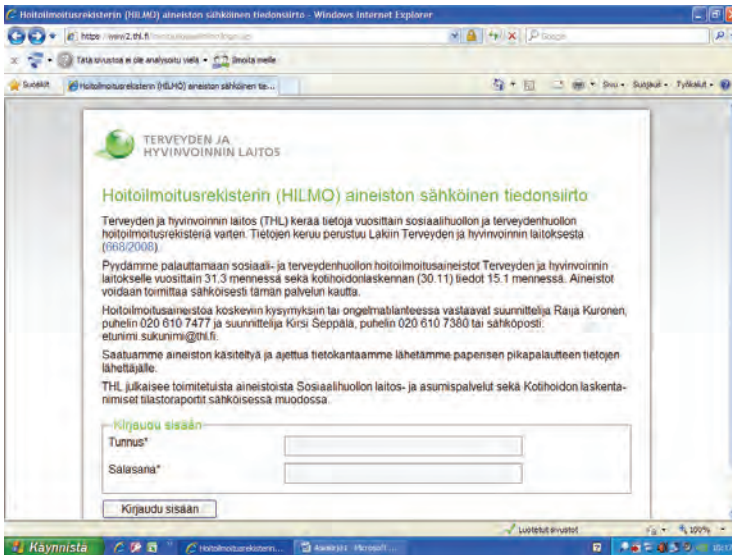 Hoitoilmoitusrekisterin (HILMO) aineiston sähköinen tiedonsiirto - Windows Internet Explorer
https www2.thl.fi
Google
Tätä sivustoa ei ole analysoitu vielä
Ilmoita meille
Suosikit
Hoitoilmoitusrekisterin (HILMO) aineiston sähköinen tie...
Sivu
Suojaus
Työkalut
TERVEYDEN JA
HYVINVOINNIN LAITOS
Hoitoilmoitusrekisterin (HILMO) aineiston sähköinen tiedonsiirto
Terveyden ja hyvinvoinnin laitos (THL) kerää tietoja vuosittain sosiaalihuollon ja terveydenhuollon
hoitoilmoitusrekisteriä varten. Tietojen keruu perustuu Lakiin Terveyden ja hyvinvoinnin laitoksesta
(668/2008).
Pyydämme palauttamaan sosiaali- ja terveydenhuollon hoitoilmoitusaineistot Terveyden ja hyvinvoinnin
laitokselle vuosittain 31.3 mennessä sekä kotihoidonlaskennan (30.11) tiedot 15.1 mennessä. Aineistot
voidaan toimittaa sähköisesti tämän palvelun kautta.
Hoitoilmoitusaineistoa koskeviin kysymyksiin tai ongelmatilanteessa vastaavat suunnittelija Raija Kuronen,
puhelin 020 610 7477 ja suunnittelija Kirsi Seppälä, puhelin 020 610 7380 tai sähköposti:
etunimi.sukunimi@thl.fi.
Saatuamme aineiston käsiteltyä ja ajettua tietokantaamme lähetämme paperisen pikapalautteen tietojen
lähettäjälle.
THL julkaisee toimitetuista aineistoista Sosiaalihuollon laitos- ja asumispalvelut sekä Kotihoidon laskenta-
nimiset tilastoraportit sähköisessä muodossa.
Kirjaudu sisään
Tunnus*
Salasana*
Kirjaudu sisään
Luotetut sivustot
100%
Käynnistä
Hoitoilmoitusrekisterin...
Microsoft ...